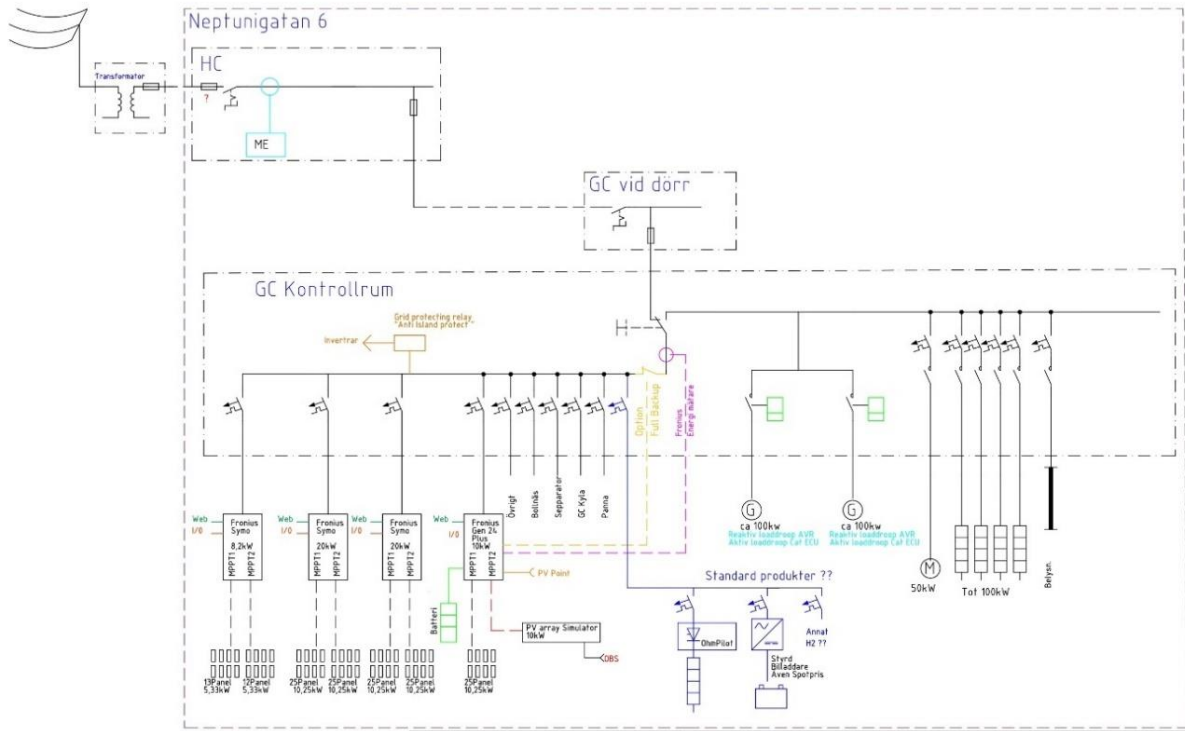 Neptunigatan 6
HC
Transformator
?
ME
GC vid dörr
GC Kontrollrum
Grid protecting relay
"Anti Island protect"
Invertrar
Option
Full Backup
Fronius
Energi mätare
Övrigt
Bollnäs
Sepparator
GC Kyla
Panna
Web
I/O
Fronius
Symo
8,2kW
MPPT1
MPPT2
Web
I/O
Fronius
Symo
20kW
MPPT1
MPPT2
Web
I/O
Fronius
Symo
20kW
MPPT1
MPPT2
Web
I/O
Fronius
Gen 24
Plus
10kW
MPPT1
MPPT2
PV Point
Batteri
PV array Simulator
10kW
DBS
13Panel
5,33kW
12Panel
5,33kW
25Panel
10,25kW
25Panel
10,25kW
25Panel
10,25kW
25Panel
10,25kW
25Panel
10,25kW
G
ca 100kw
Reaktiv loaddroop AVR
Aktiv loaddroop Cat ECU
G
ca 100kw
Reaktiv loaddroop AVR
Aktiv loaddroop Cat ECU
M
50kW
Tot 100kW
Belysn.
Standard produkter ??
OhmPilot
Styrd
Billaddare
Aven Spotpris
Annat
H2 ??